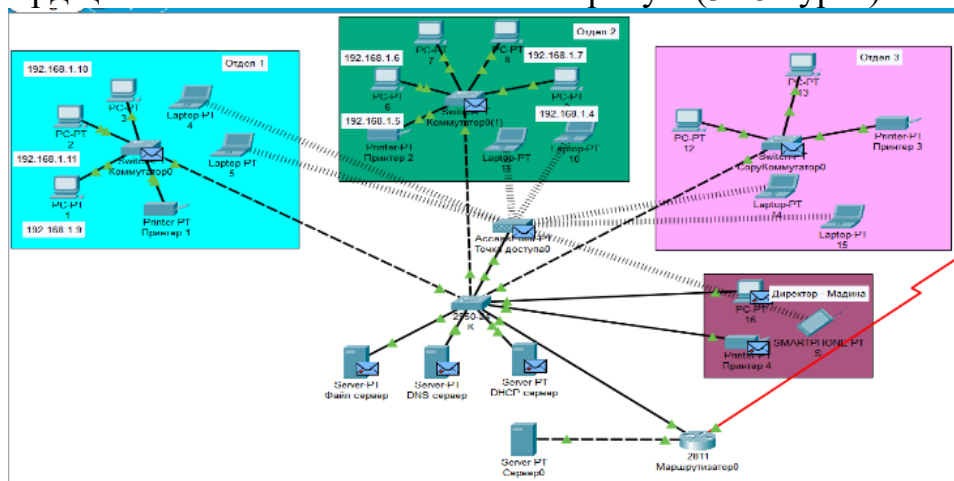 192.168.1.10
Отдел 1
PC-PT
3
Laptop-PT
4
PC-PT
2
Коммутатор0
Laptop-PT
5
192.168.1.11
PC-PT
1
Printer-PT
Принтер 1
192.168.1.9
Отдел 2
PC-PT
7
PC-PT
8
192.168.1.6
192.168.1.7
PC-PT
6
Коммутатор0(1)
192.168.1.5
192.168.1.4
Printer-PT
Принтер 2
Laptop-PT
Laptop-PT
10
Отдел 3
PC-PT
13
PC-PT
12
Printer-PT
Принтер 3
Switch-PT
CopyКоммутатор0
Laptop-PT
14
Laptop-PT
15
Точка доступа0
К
Директор - Мадина
PC-PT
16
SMARTPHONE-PT
Printer-PT
Принтер 4
Server-PT
Файл сервер
Server-PT
DNS сервер
Server-PT
DHCP сервер
Server-PT
Сервер0
2811
Маршрутизатор0